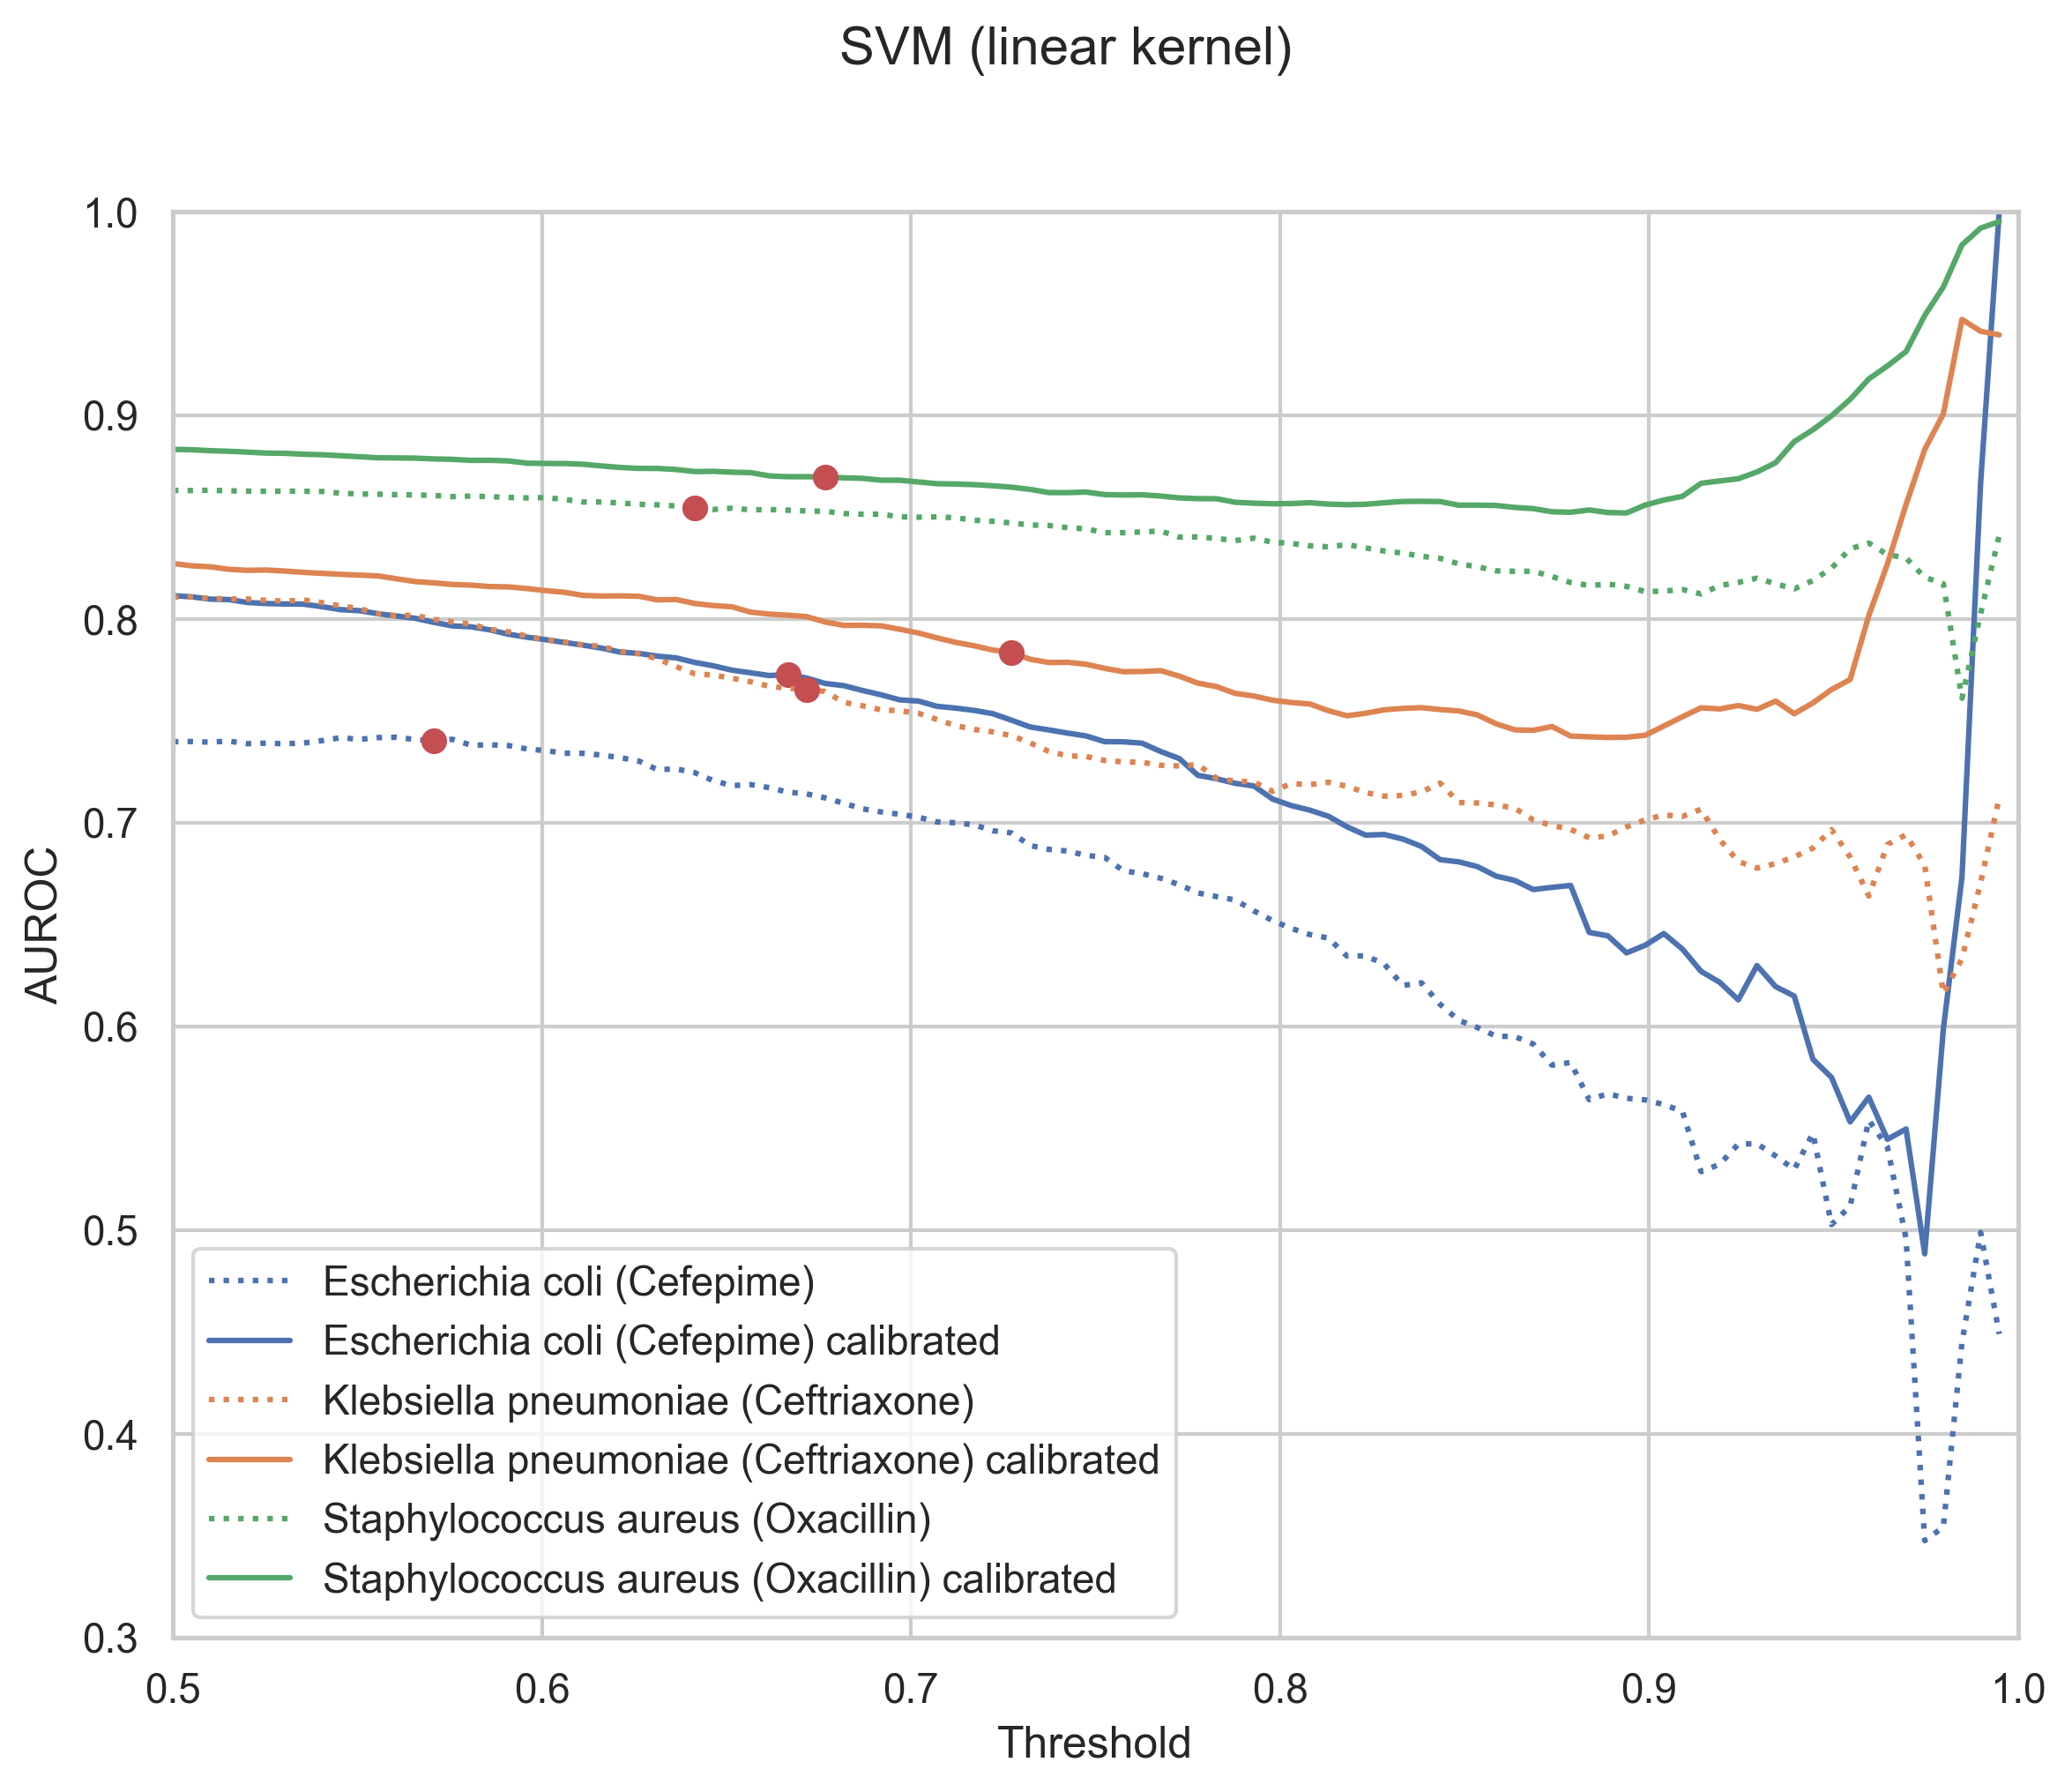 SVM (linear kernel)
1.0
0.9
0.8
0.7
0.6
0.5
0.4
0.3
AUROC
Escherichia coli (Cefepime)
Escherichia coli (Cefepime) calibrated
Klebsiella pneumoniae (Ceftriaxone)
Klebsiella pneumoniae (Ceftriaxone) calibrated
Staphylococcus aureus (Oxacillin)
Staphylococcus aureus (Oxacillin) calibrated
0.5 0.6 0.7 0.8 0.9 1.0
Threshold